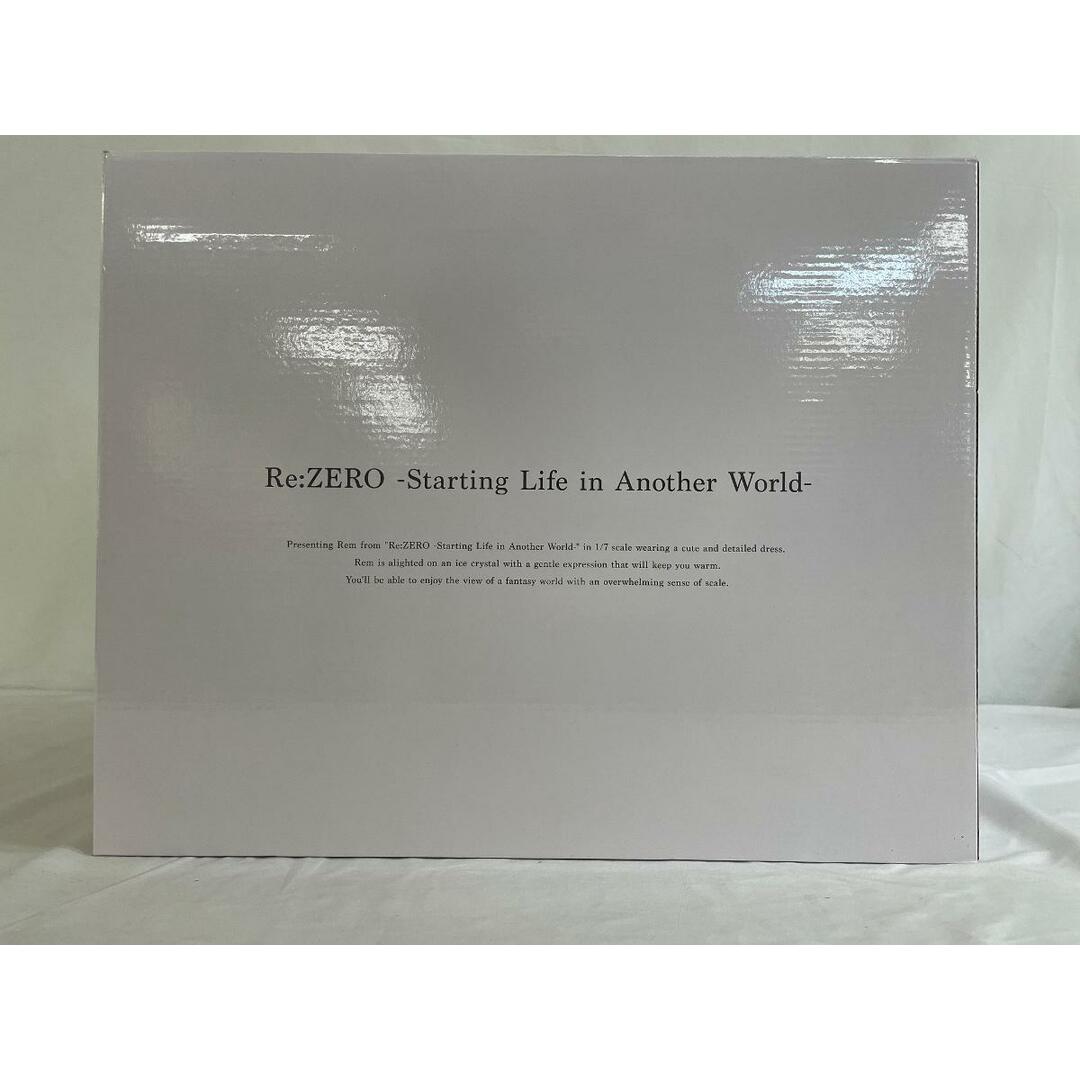 Re:ZERO -Starting Life in Another World-
Presenting Rem from "Re:ZERO -Starting Life in Another World-" in 1/7 scale wearing a cute and detailed dress.
Rem is alighted on an ice crystal with a gentle expression that will keep you warm.
You'll be able to enjoy the view of a fantasy world with an overwhelming sense of scale.